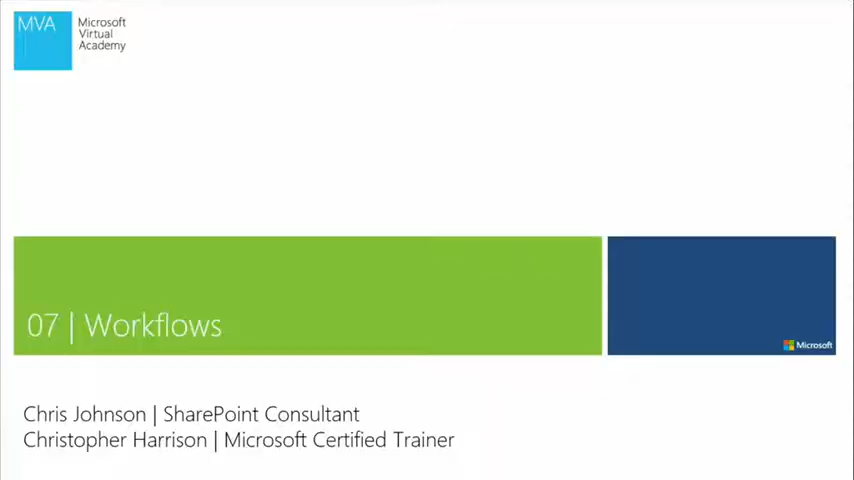 MVA
Microsoft
Virtual
Academy
07 | Workflows
Microsoft
Chris Johnson | SharePoint Consultant
Christopher Harrison | Microsoft Certified Trainer